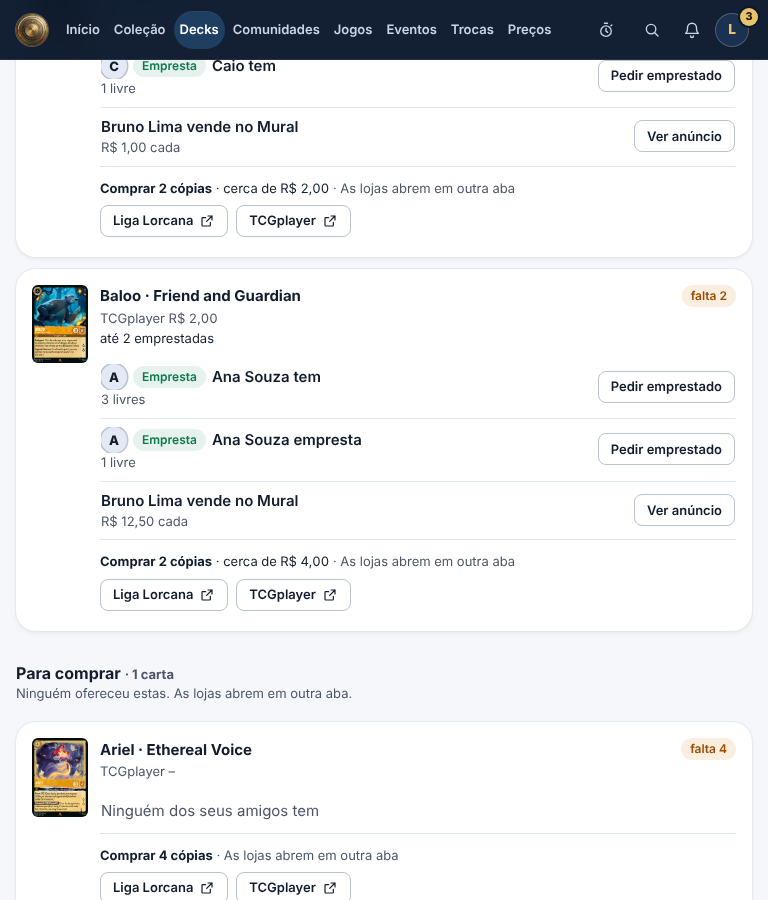 Início Coleção Decks Comunidades Jogos Eventos Trocas Preços L 3
C Empresta Caio tem Pedir emprestado
1 livre
Bruno Lima vende no Mural Ver anúncio
R$ 1,00 cada
Comprar 2 cópias · cerca de R$ 2,00 · As lojas abrem em outra aba
Liga Lorcana TCGplayer
Baloo · Friend and Guardian falta 2
TCGplayer R$ 2,00
até 2 emprestadas
A Empresta Ana Souza tem Pedir emprestado
3 livres
A Empresta Ana Souza empresta Pedir emprestado
1 livre
Bruno Lima vende no Mural Ver anúncio
R$ 12,50 cada
Comprar 2 cópias · cerca de R$ 4,00 · As lojas abrem em outra aba
Liga Lorcana TCGplayer
Para comprar · 1 carta
Ninguém ofereceu estas. As lojas abrem em outra aba.
Ariel · Ethereal Voice falta 4
TCGplayer –
Ninguém dos seus amigos tem
Comprar 4 cópias · As lojas abrem em outra aba
Liga Lorcana TCGplayer